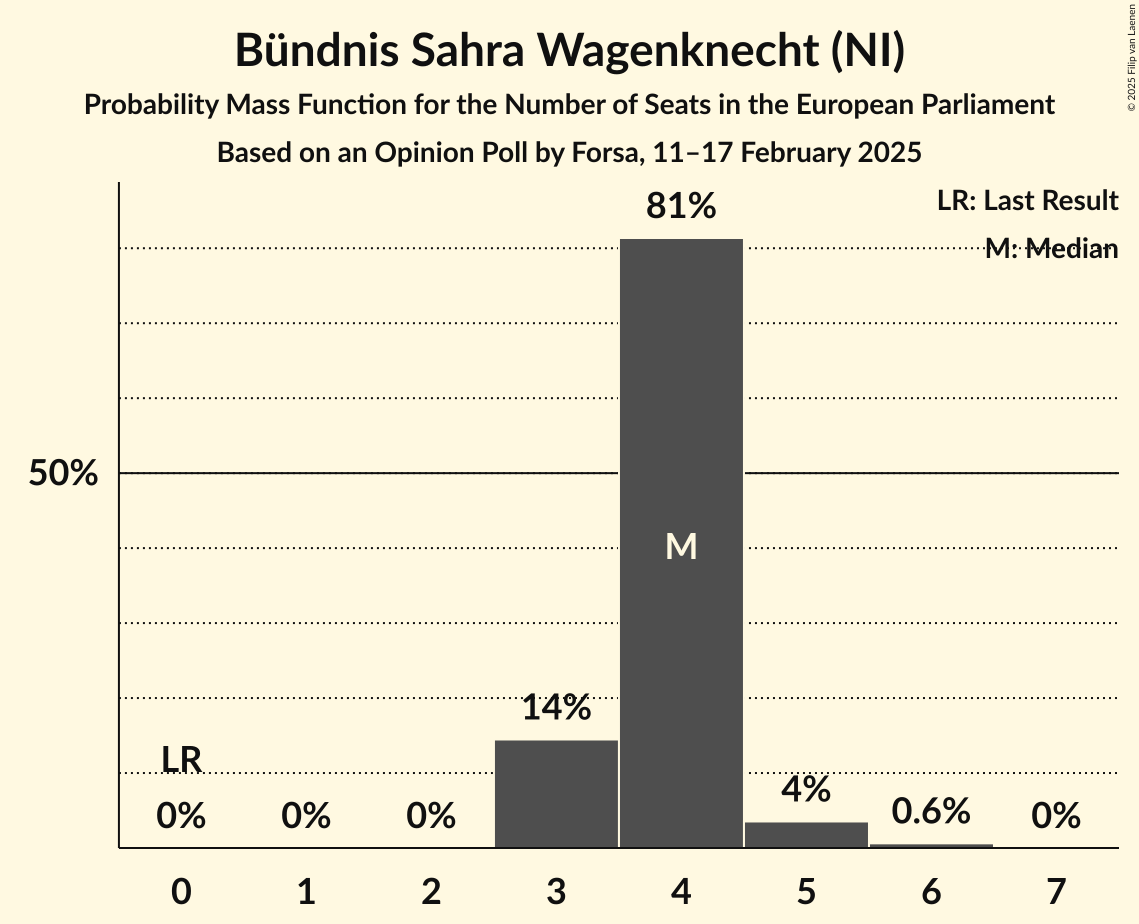 Bündnis Sahra Wagenknecht (NI)
Probability Mass Function for the Number of Seats in the European Parliament
Based on an Opinion Poll by Forsa, 11–17 February 2025
© 2025 Filip van Laenen
LR: Last Result
M: Median
81%
50%
M
14%
LR
4%
0.6%
0% 0% 0% 0%
0 1 2 3 4 5 6 7